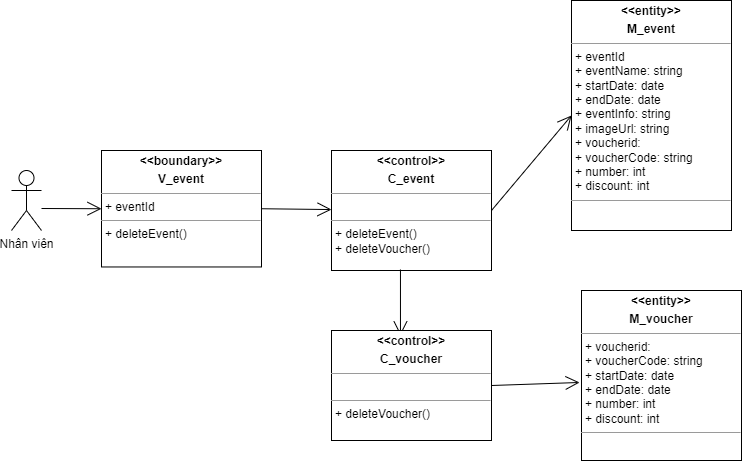 <<entity>>
M_event
+ eventId
+ eventName: string
+ startDate: date
+ endDate: date
+ eventInfo: string
+ imageUrl: string
+ voucherid:
+ voucherCode: string
+ number: int
+ discount: int
<<boundary>>
V_event
+ eventId
+ deleteEvent()
<<control>>
C_event
+ deleteEvent()
+ deleteVoucher()
Nhân viên
<<control>>
C_voucher
+ deleteVoucher()
<<entity>>
M_voucher
+ voucherid:
+ voucherCode: string
+ startDate: date
+ endDate: date
+ number: int
+ discount: int